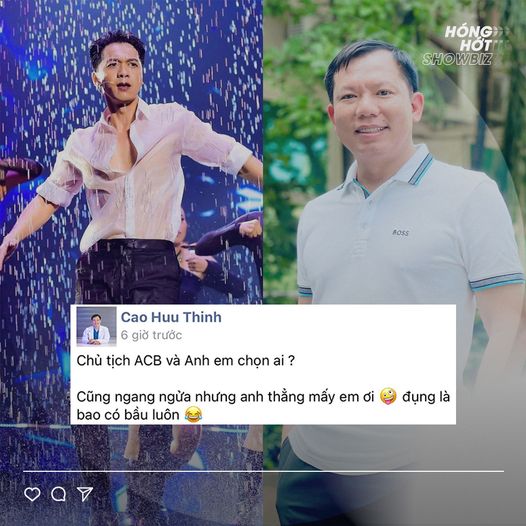 HÓNG
HỚT
SHOWBIZ
BOSS
Cao Huu Thinh
6 giờ trước
Chủ tịch ACB và Anh em chọn ai ?
Cũng ngang ngửa nhưng anh thẳng mấy em ơi 🤪 đụng là
bao có bầu luôn 😂